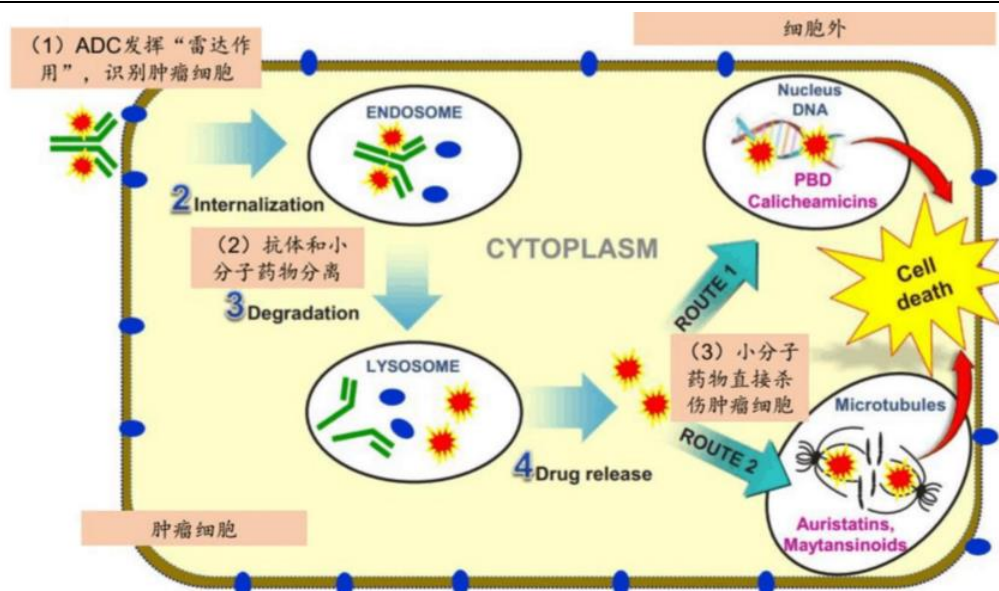 (1) ADC发挥“雷达作
用”，识别肿瘤细胞
细胞外
ENDOSOME
Nucleus
DNA
PBD
Calicheamicins
2 Internalization
(2) 抗体和小
分子药物分离
3 Degradation
CYTOPLASM
ROUTE 1
Cell
death
LYSOSOME
(3) 小分子
药物直接杀
伤肿瘤细胞
4 Drug release
ROUTE 2
Microtubules
Auristatins,
Maytansinoids
肿瘤细胞